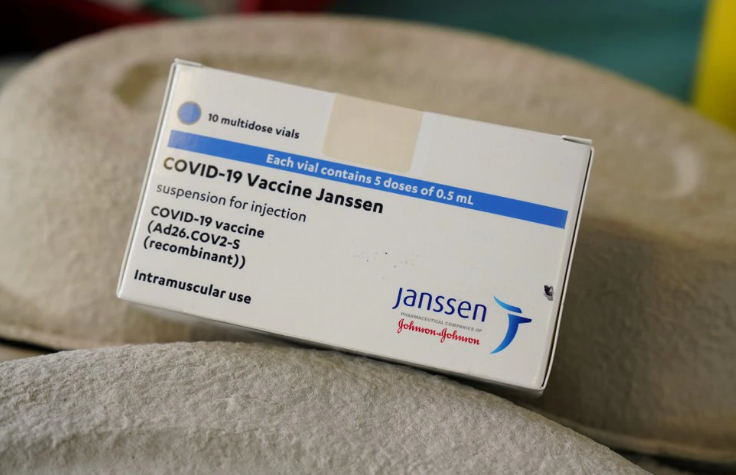 10 multidose vials
Each vial contains 5 doses of 0.5 mL
COVID-19 Vaccine Janssen
suspension for injection
COVID-19 vaccine
(Ad26.COV2-S
(recombinant))
Intramuscular use
Janssen
PHARMACEUTICAL COMPANIES OF
Johnson & Johnson